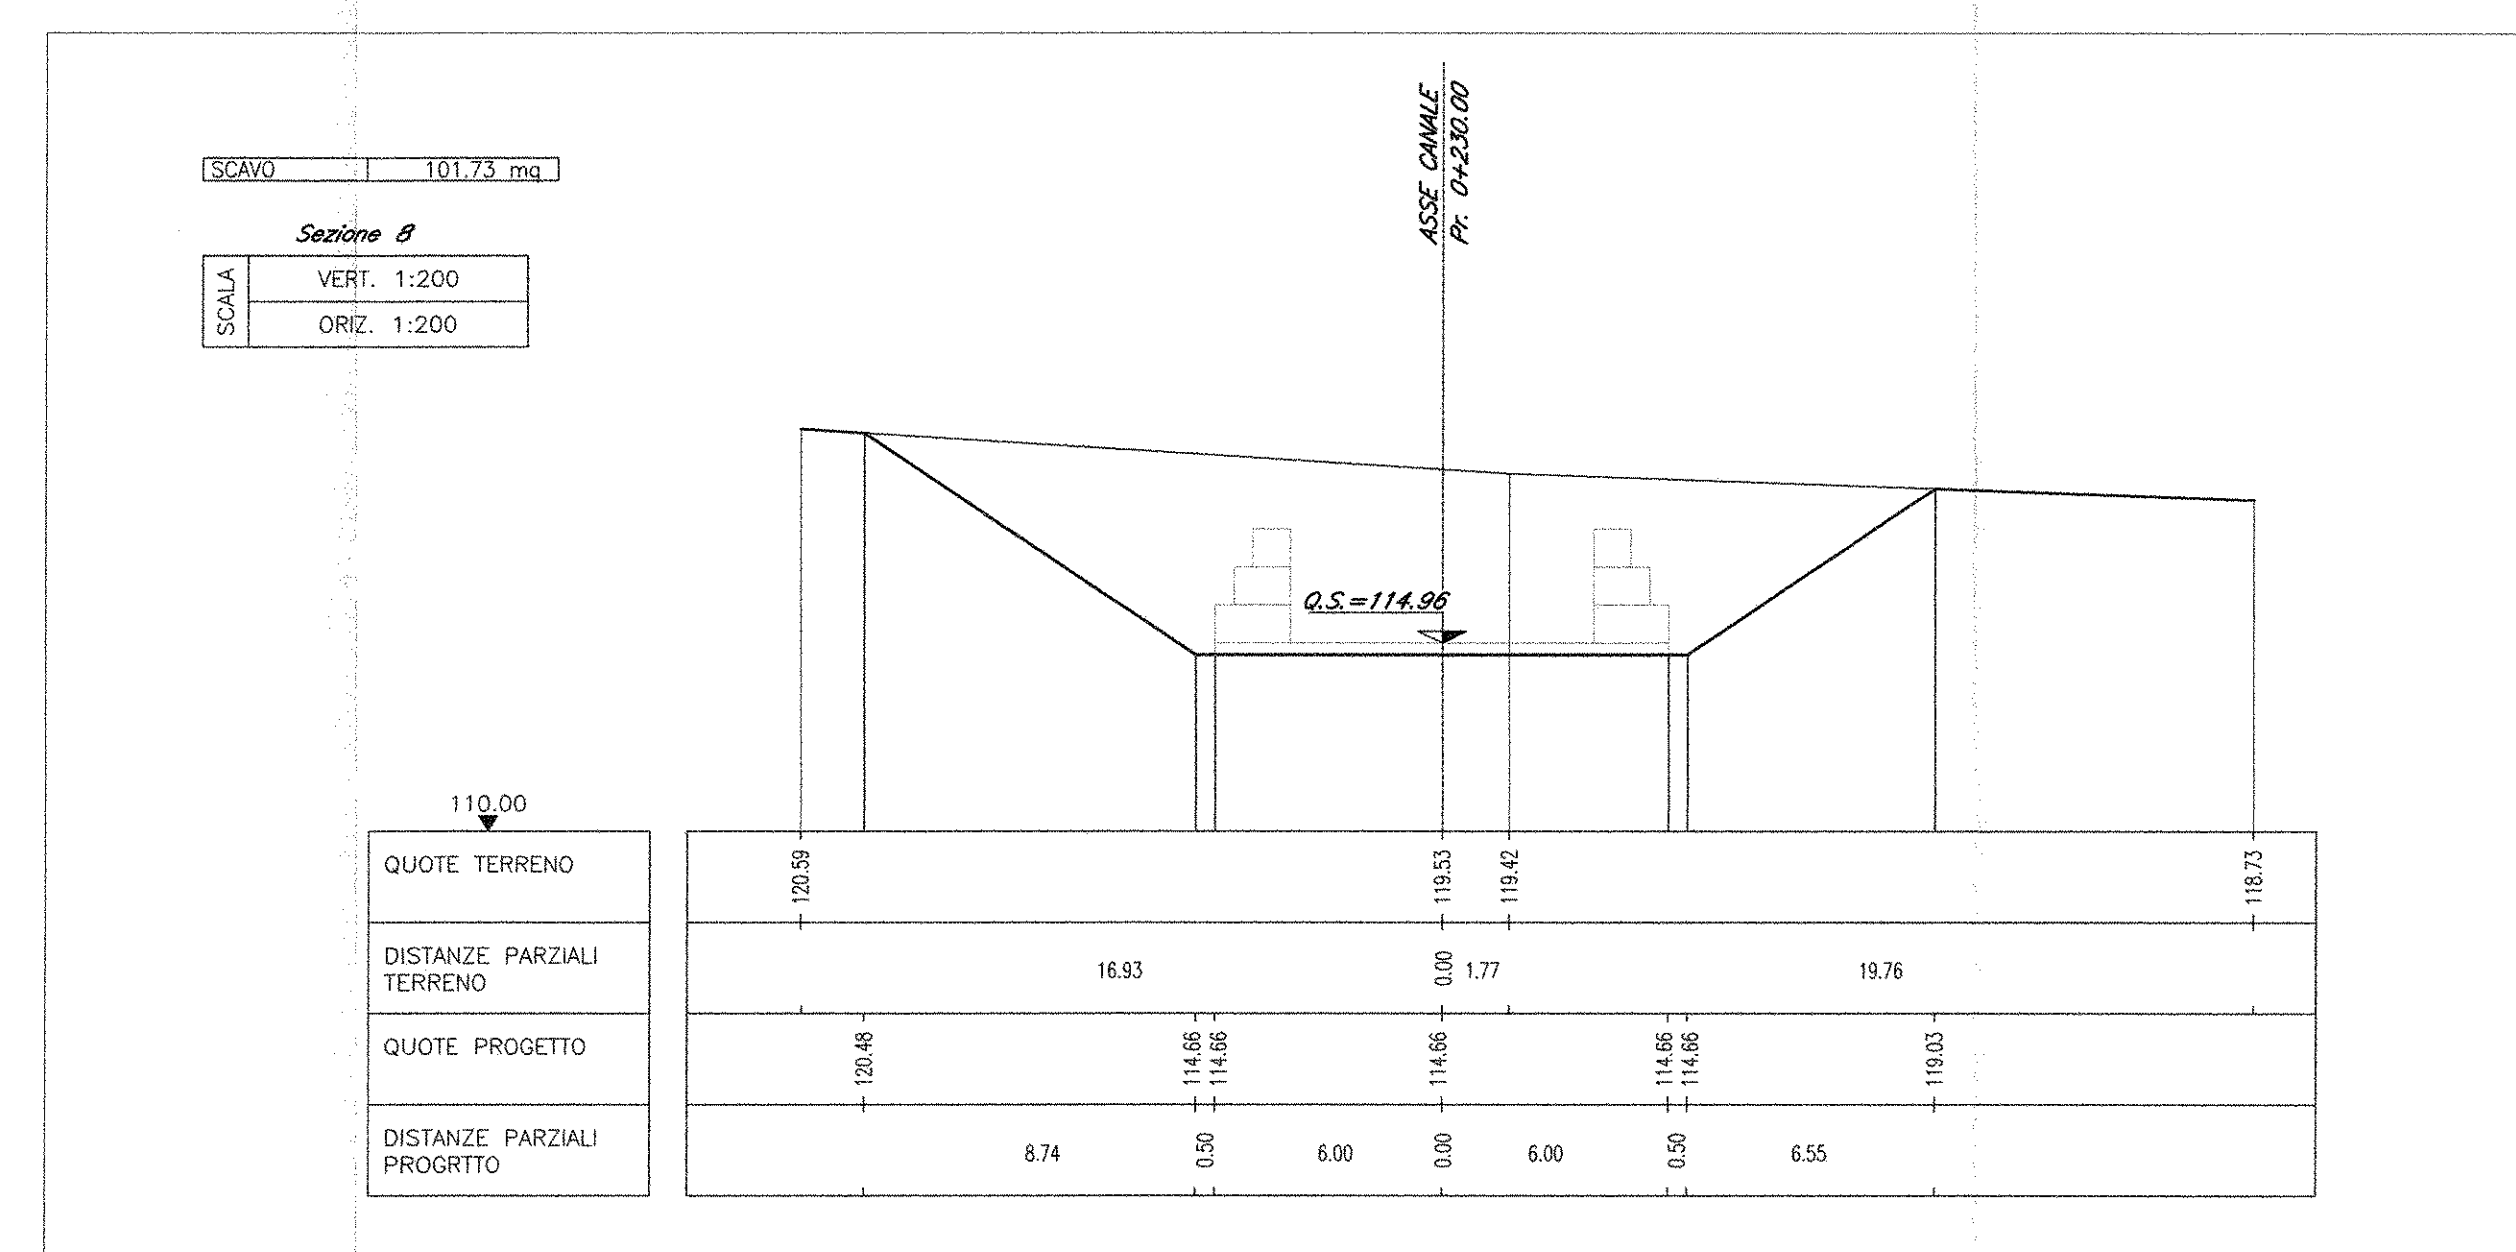 ASSE CANALE
Pr. 0+230.00
SCAVO 101.73 mq
Sezione 8
SCALA
VERT. 1:200
ORIZ. 1:200
Q.S.=114.96
110.00
QUOTE TERRENO 120.59 119.53 119.42 118.73
DISTANZE PARZIALI
TERRENO 16.93 0.00 1.77 19.76
QUOTE PROGETTO 120.48 114.66 114.66 114.66 114.66 114.66 119.03
DISTANZE PARZIALI
PROGRTTO 8.74 0.50 6.00 0.00 6.00 0.50 6.55